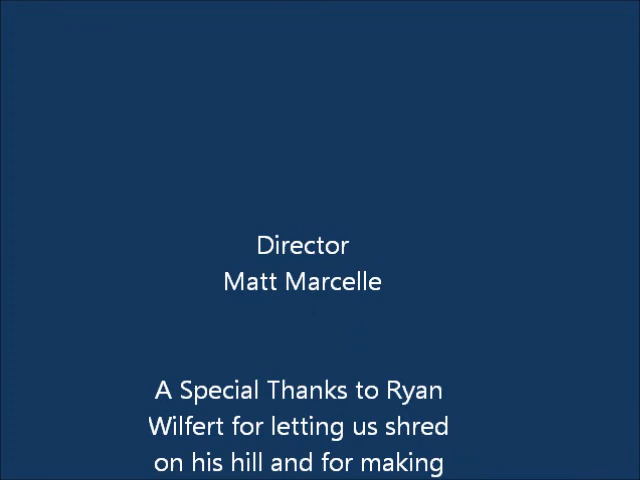 Director
Matt Marcelle
A Special Thanks to Ryan
Wilfert for letting us shred
on his hill and for making